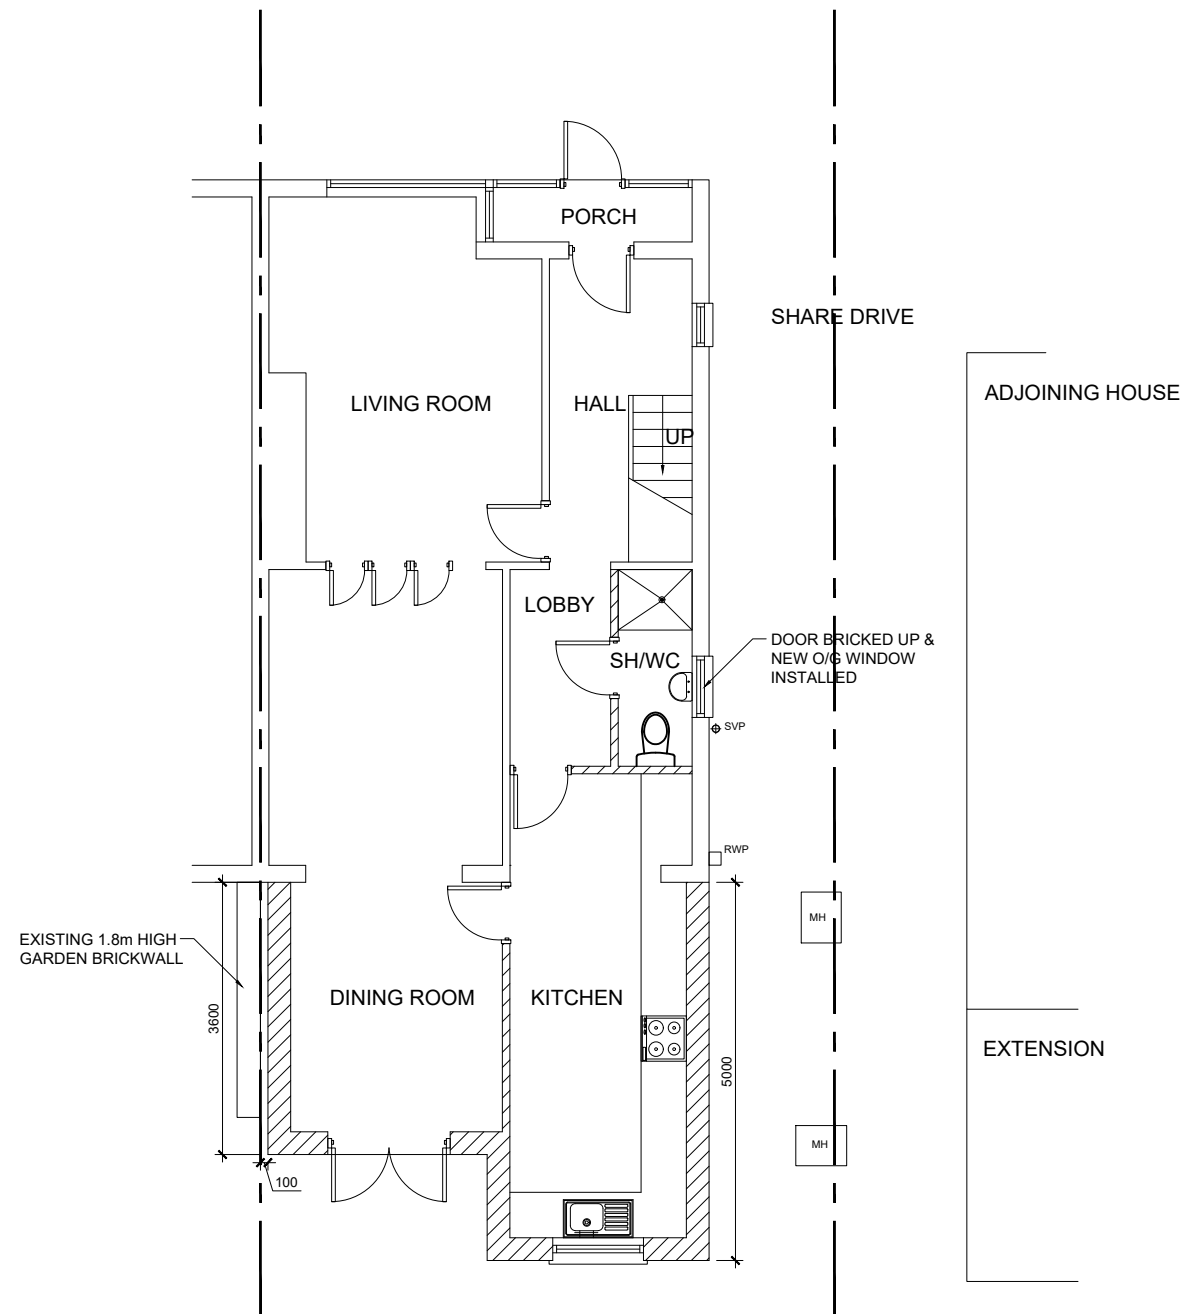 PORCH
SHARE DRIVE
ADJOINING HOUSE
LIVING ROOM
HALL
UP
LOBBY
SH/WC
DOOR BRICKED UP &
NEW O/G WINDOW
INSTALLED
SVP
RWP
MH
EXISTING 1.8m HIGH
GARDEN BRICKWALL
DINING ROOM
KITCHEN
3600
EXTENSION
5000
MH
100